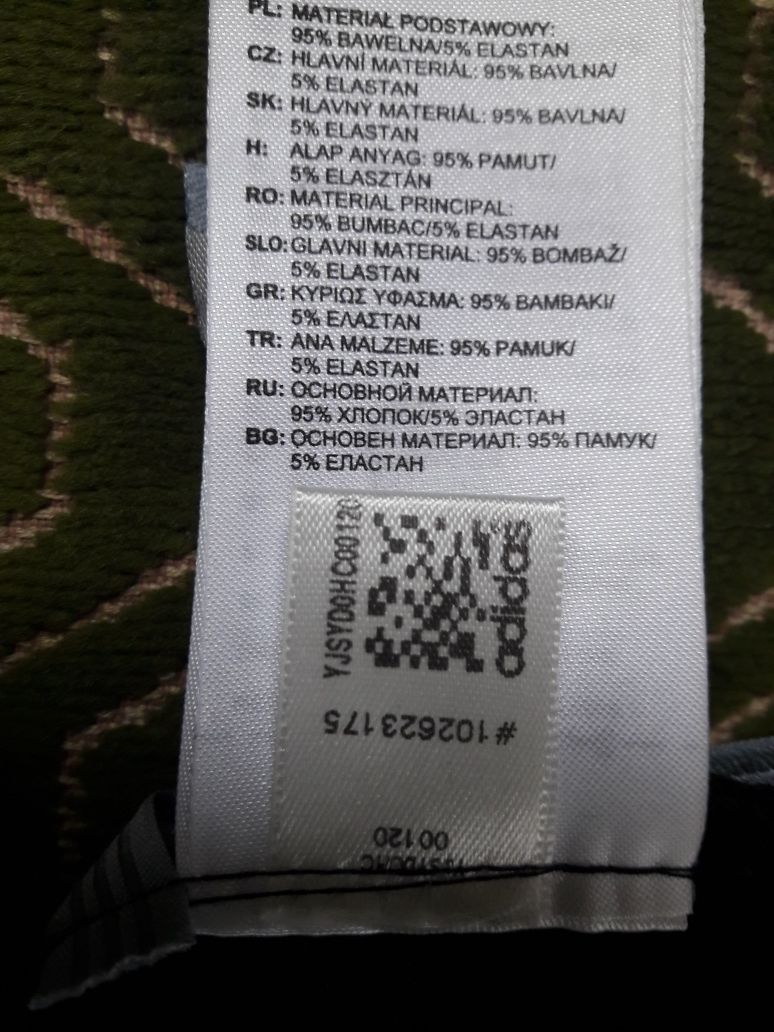 PL: MATERIAŁ PODSTAWOWY:
95% BAWELNA/5% ELASTAN
CZ: HLAVNÍ MATERIÁL: 95% BAVLNA/
5% ELASTAN
SK: HLAVNÝ MATERIÁL: 95% BAVLNA/
5% ELASTAN
H: ALAP ANYAG: 95% PAMUT/
5% ELASZTÁN
RO: MATERIAL PRINCIPAL:
95% BUMBAC/5% ELASTAN
SLO: GLAVNI MATERIAL: 95% BOMBAŽ/
5% ELASTAN
GR: ΚΥΡΙΩΣ ΥΦΑΣΜΑ: 95% ΒΑΜΒΑΚΙ/
5% ΕΛΑΣΤΑΝ
TR: ANA MALZEME: 95% PAMUK/
5% ELASTAN
RU: ОСНОВНОЙ МАТЕРИАЛ:
95% ХЛОПОК/5% ЭЛАСТАН
BG: ОСНОВЕН МАТЕРИАЛ: 95% ПАМУК/
5% ЕЛАСТАН
YJSYD0HC00120
adidas
#102623175
00120